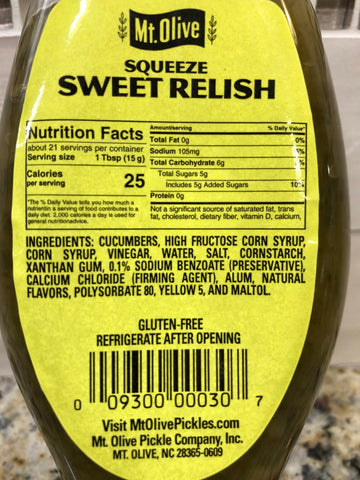 Mt. Olive
SQUEEZE
SWEET RELISH
Nutrition Facts
about 21 servings per container
Serving size 1 Tbsp (15 g)
Calories
per serving 25
*The % Daily Value tells you how much a
nutrient in a serving of food contributes to a
daily diet. 2,000 calories a day is used for
general nutrition advice.
Amount/serving % Daily Value*
Total Fat 0g 0%
Sodium 105mg
Total Carbohydrate 6g
Total Sugars 5g
Includes 5g Added Sugars 10%
Protein 0g
Not a significant source of saturated fat, trans
fat, cholesterol, dietary fiber, vitamin D, calcium,
INGREDIENTS: CUCUMBERS, HIGH FRUCTOSE CORN SYRUP,
CORN SYRUP, VINEGAR, WATER, SALT, CORNSTARCH,
XANTHAN GUM, 0.1% SODIUM BENZOATE (PRESERVATIVE),
CALCIUM CHLORIDE (FIRMING AGENT), ALUM, NATURAL
FLAVORS, POLYSORBATE 80, YELLOW 5, AND MALTOL.
GLUTEN-FREE
REFRIGERATE AFTER OPENING
0 09300 00030 7
Visit MtOlivePickles.com
Mt. Olive Pickle Company, Inc.
MT. OLIVE, NC 28365-0609